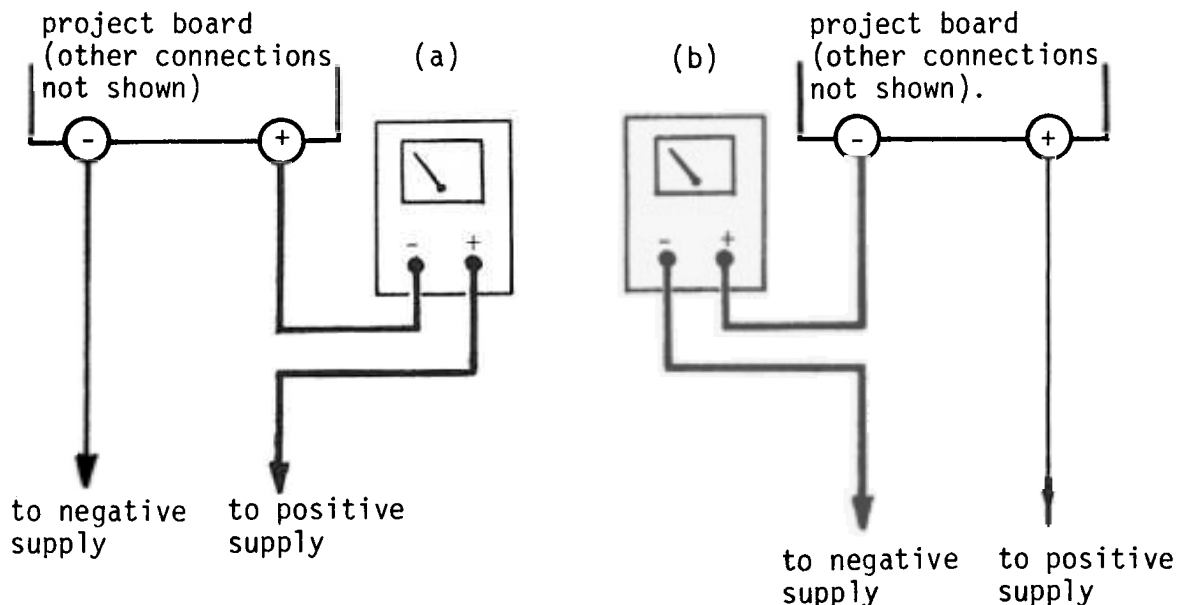 project board
(other connections
not shown)
(a)
-
+
-
+
to negative
supply
to positive
supply
(b)
project board
(other connections
not shown).
-
+
-
+
to negative
supply
to positive
supply